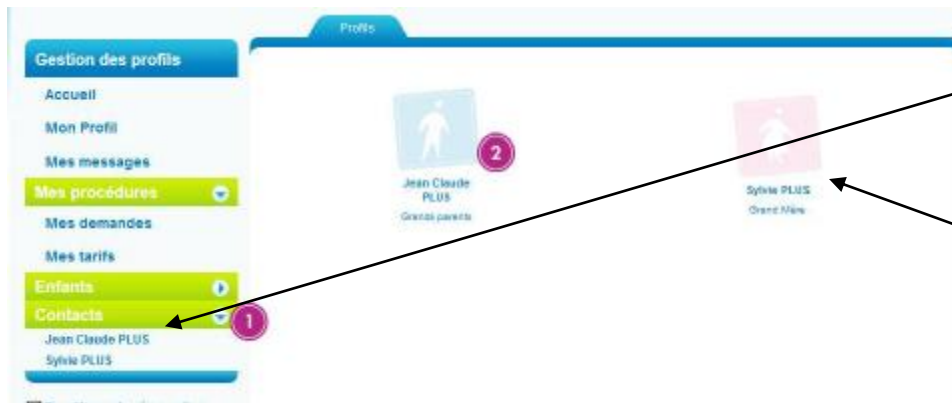 Profils
Gestion des profils
Accueil
Mon Profil
Mes messages
Mes procédures
Mes demandes
Mes tarifs
Enfants
Contacts
1
Jean Claude PLUS
Sylvie PLUS
2
Jean Claude
PLUS
Grands parents
Sylvie PLUS
Grand Mère